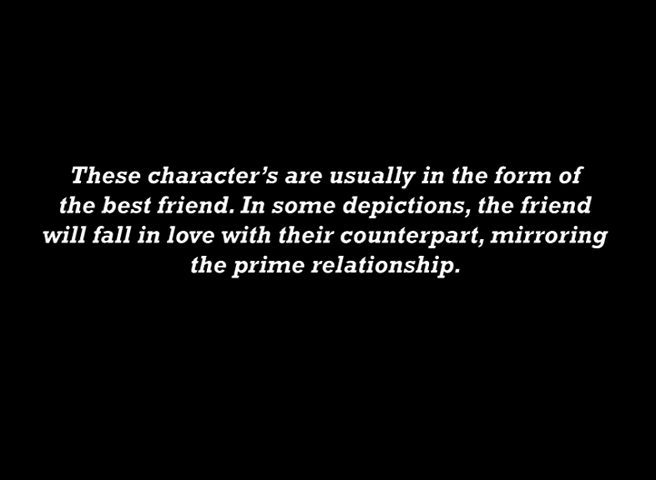 These character's are usually in the form of
the best friend. In some depictions, the friend
will fall in love with their counterpart, mirroring
the prime relationship.